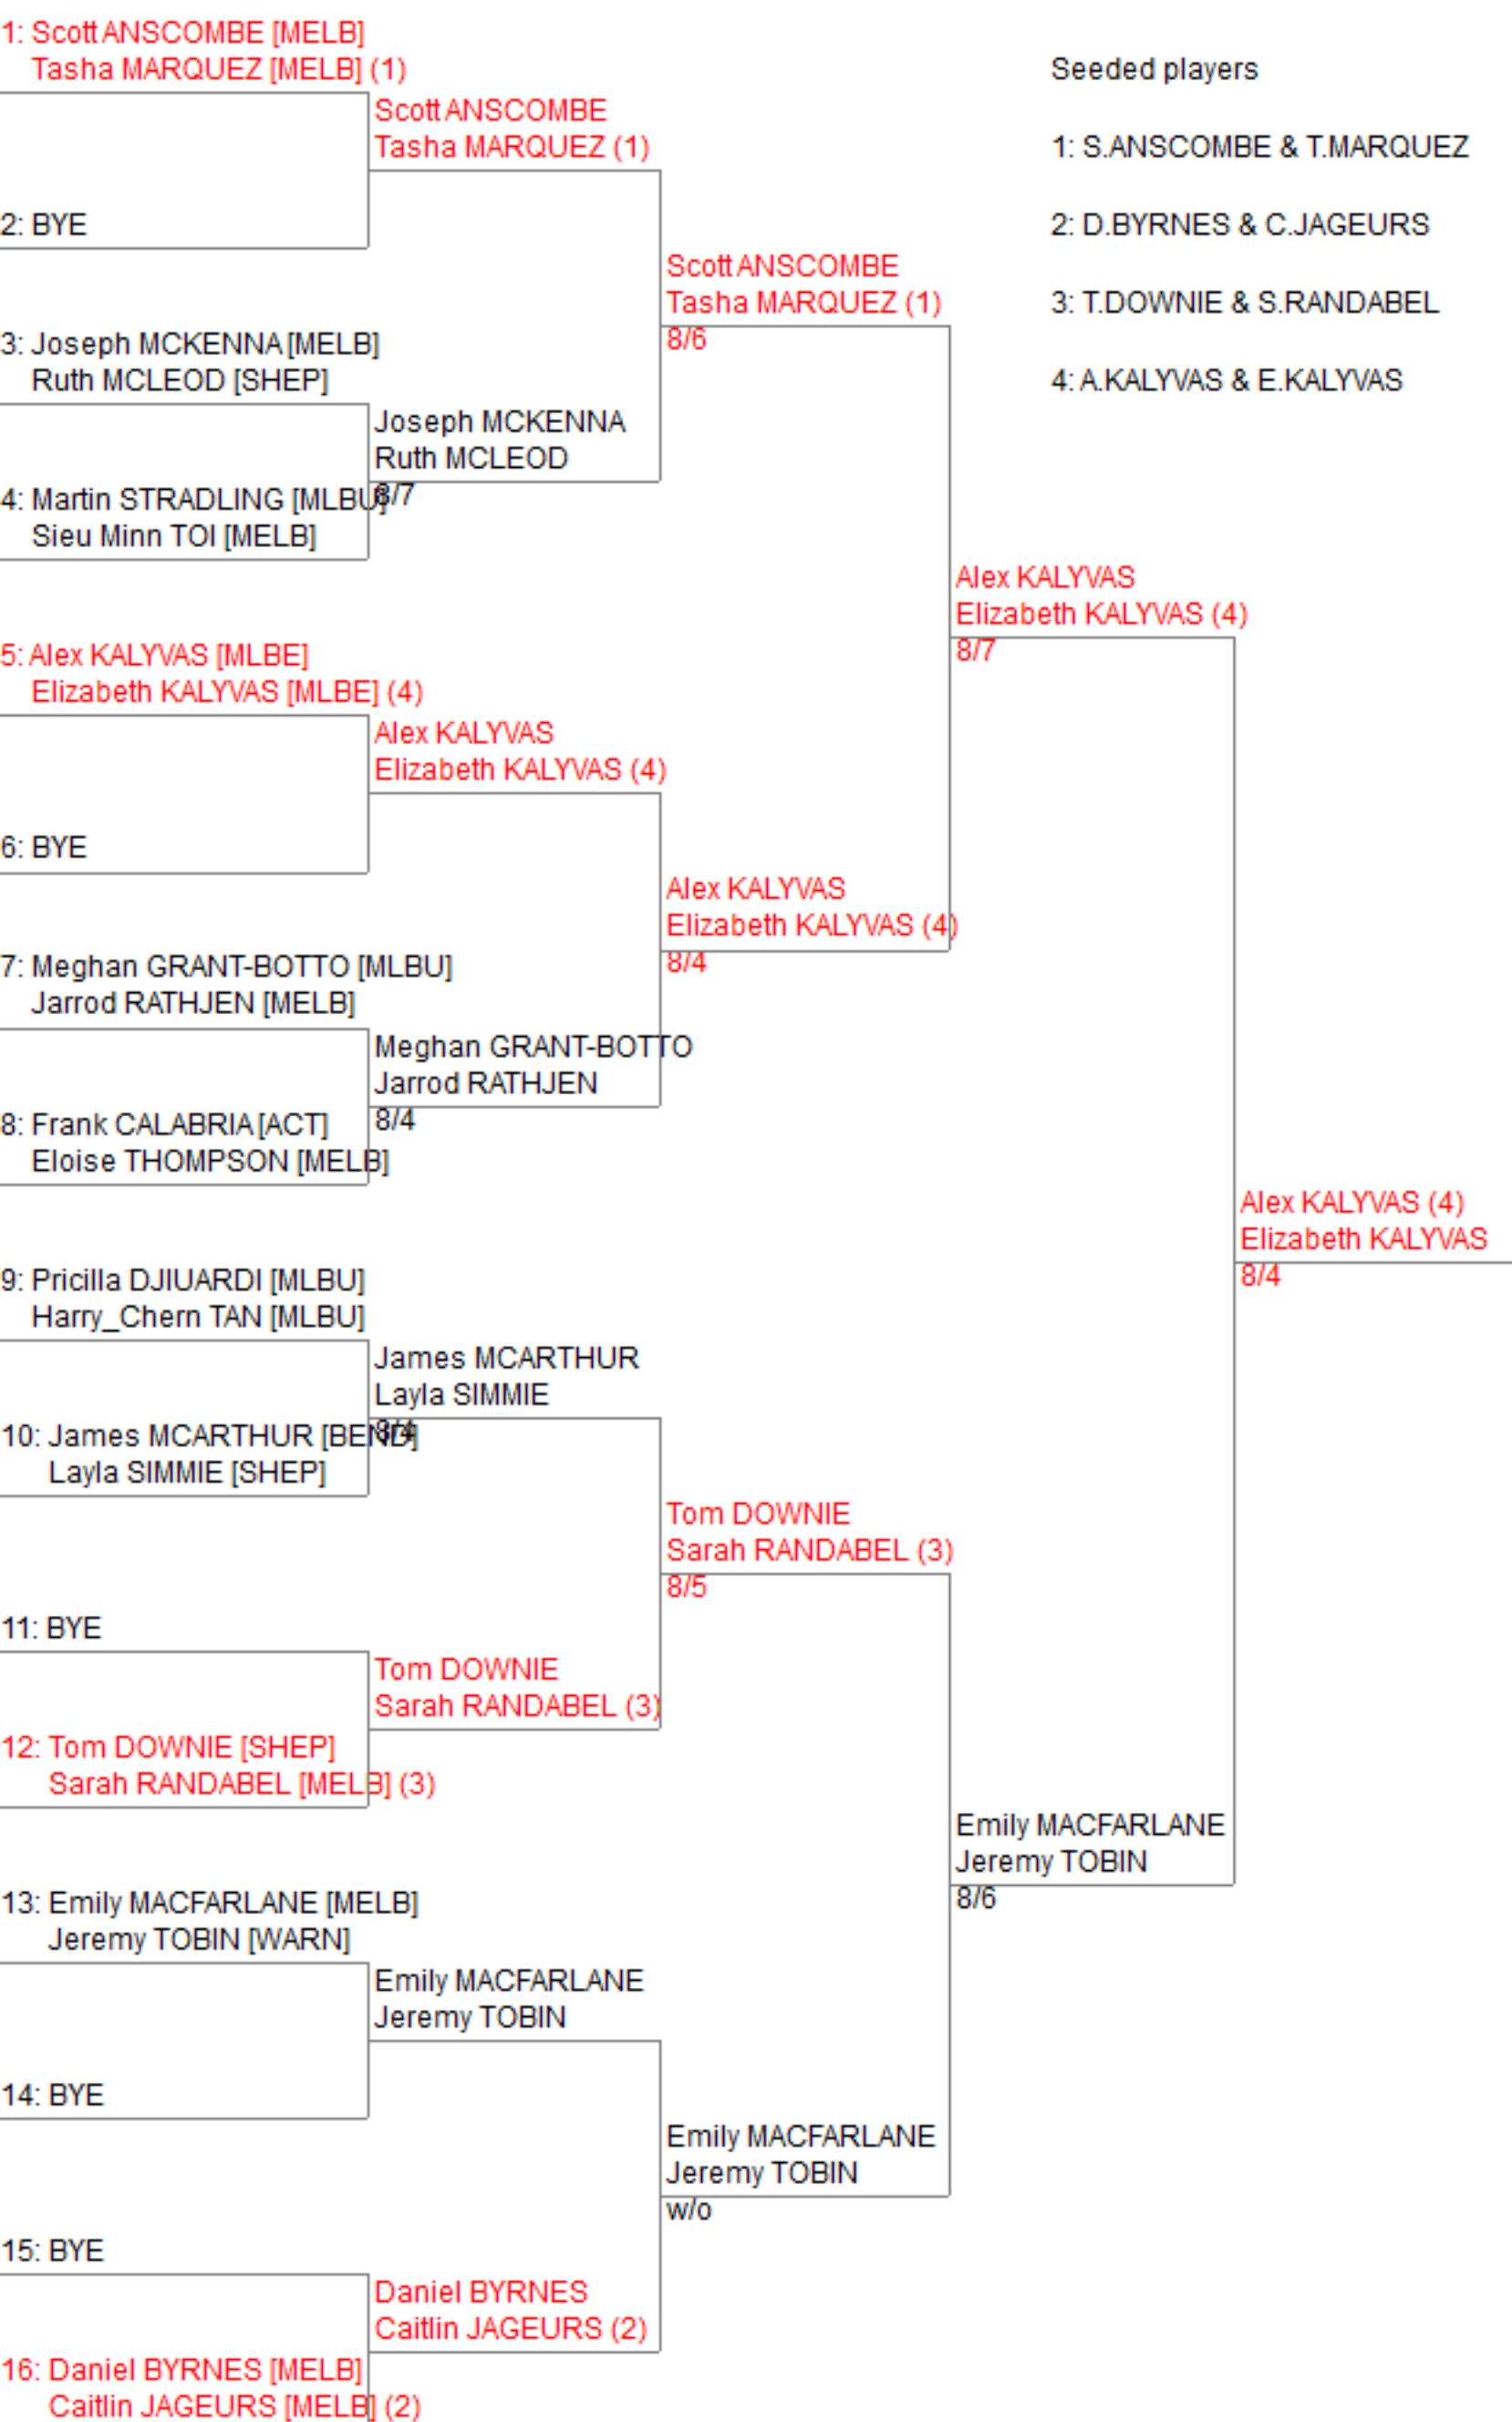 1: Scott ANSCOMBE [MELB]
Tasha MARQUEZ [MELB] (1)
Scott ANSCOMBE
Tasha MARQUEZ (1)
2: BYE
Scott ANSCOMBE
Tasha MARQUEZ (1)
8/6
3: Joseph MCKENNA [MELB]
Ruth MCLEOD [SHEP]
Joseph MCKENNA
Ruth MCLEOD
8/7
4: Martin STRADLING [MLBU]
Sieu Minn TOI [MELB]
Alex KALYVAS
Elizabeth KALYVAS (4)
8/7
5: Alex KALYVAS [MLBE]
Elizabeth KALYVAS [MLBE] (4)
Alex KALYVAS
Elizabeth KALYVAS (4)
6: BYE
Alex KALYVAS
Elizabeth KALYVAS (4)
8/4
7: Meghan GRANT-BOTTO [MLBU]
Jarrod RATHJEN [MELB]
Meghan GRANT-BOTTO
Jarrod RATHJEN
8/4
8: Frank CALABRIA [ACT]
Eloise THOMPSON [MELB]
Alex KALYVAS (4)
Elizabeth KALYVAS
8/4
9: Pricilla DJIUARDI [MLBU]
Harry_Chern TAN [MLBU]
James MCARTHUR
Layla SIMMIE
8/4
10: James MCARTHUR [BEND]
Layla SIMMIE [SHEP]
Tom DOWNIE
Sarah RANDABEL (3)
8/5
11: BYE
Tom DOWNIE
Sarah RANDABEL (3)
12: Tom DOWNIE [SHEP]
Sarah RANDABEL [MELB] (3)
Emily MACFARLANE
Jeremy TOBIN
8/6
13: Emily MACFARLANE [MELB]
Jeremy TOBIN [WARN]
Emily MACFARLANE
Jeremy TOBIN
14: BYE
Emily MACFARLANE
Jeremy TOBIN
w/o
15: BYE
Daniel BYRNES
Caitlin JAGEURS (2)
16: Daniel BYRNES [MELB]
Caitlin JAGEURS [MELB] (2)
Seeded players
1: S.ANSCOMBE & T.MARQUEZ
2: D.BYRNES & C.JAGEURS
3: T.DOWNIE & S.RANDABEL
4: A.KALYVAS & E.KALYVAS